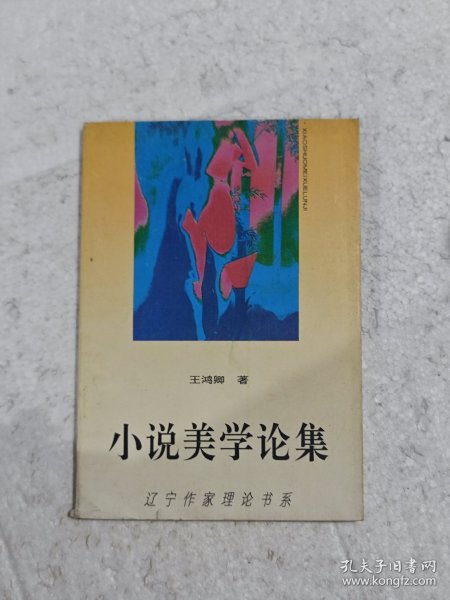 · XIAOSHUOMEIXUELUNJI
王鸿卿 著
小说美学论集
辽宁作家理论书系
孔夫子旧书网
www.kongfz.com